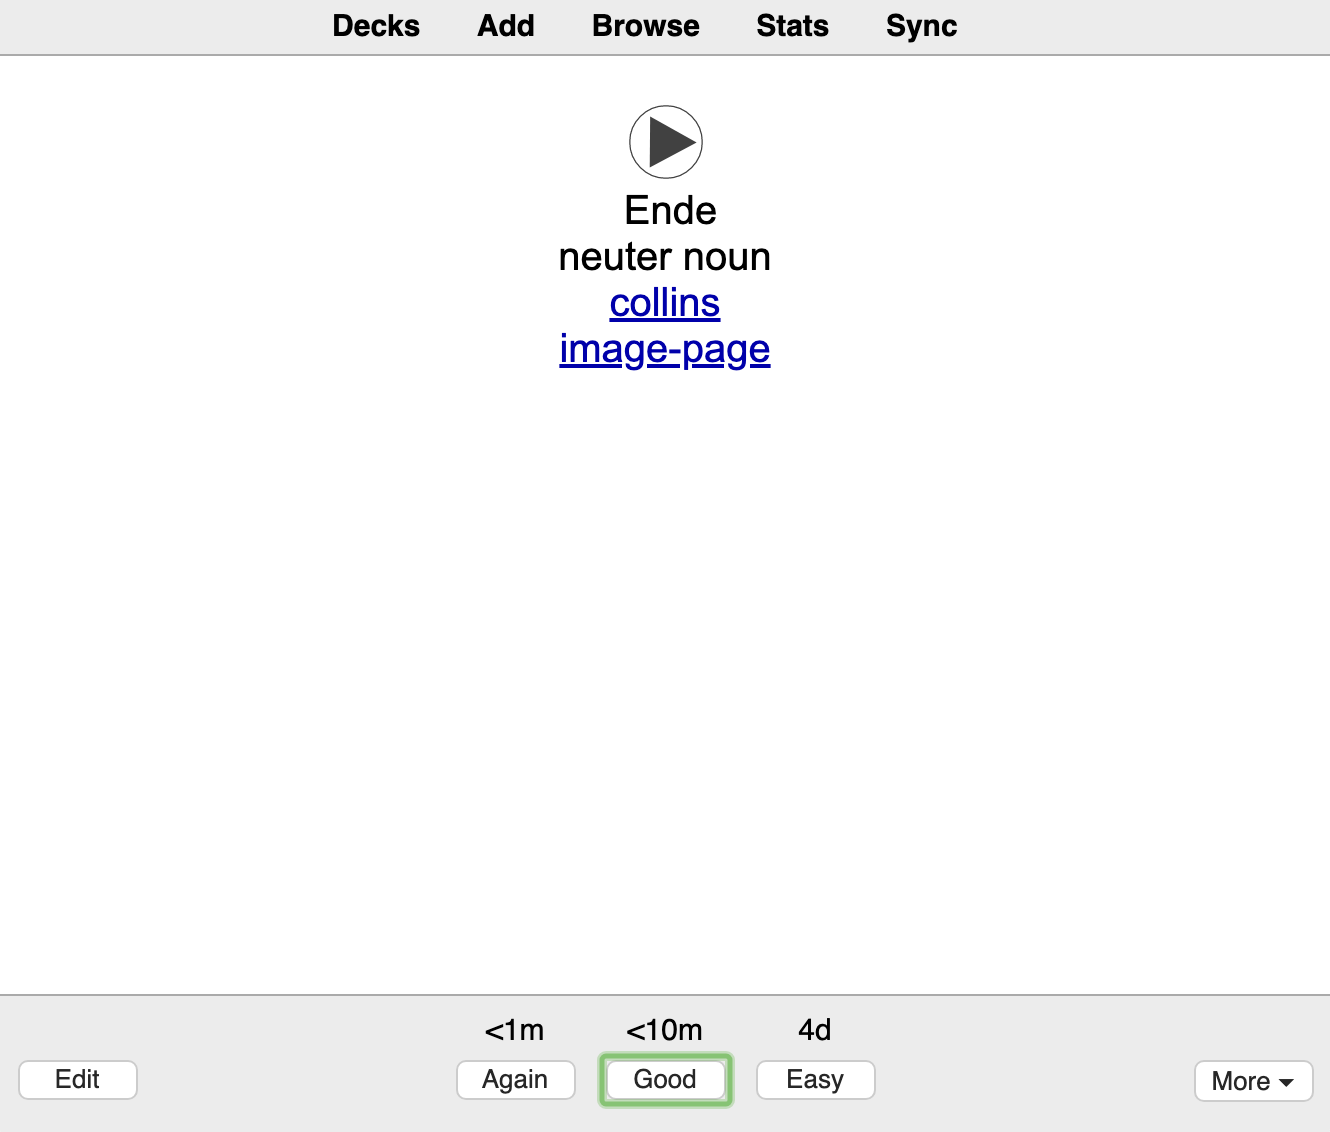 Decks Add Browse Stats Sync
Ende
neuter noun
collins
image-page
<1m <10m 4d
Edit Again Good Easy More